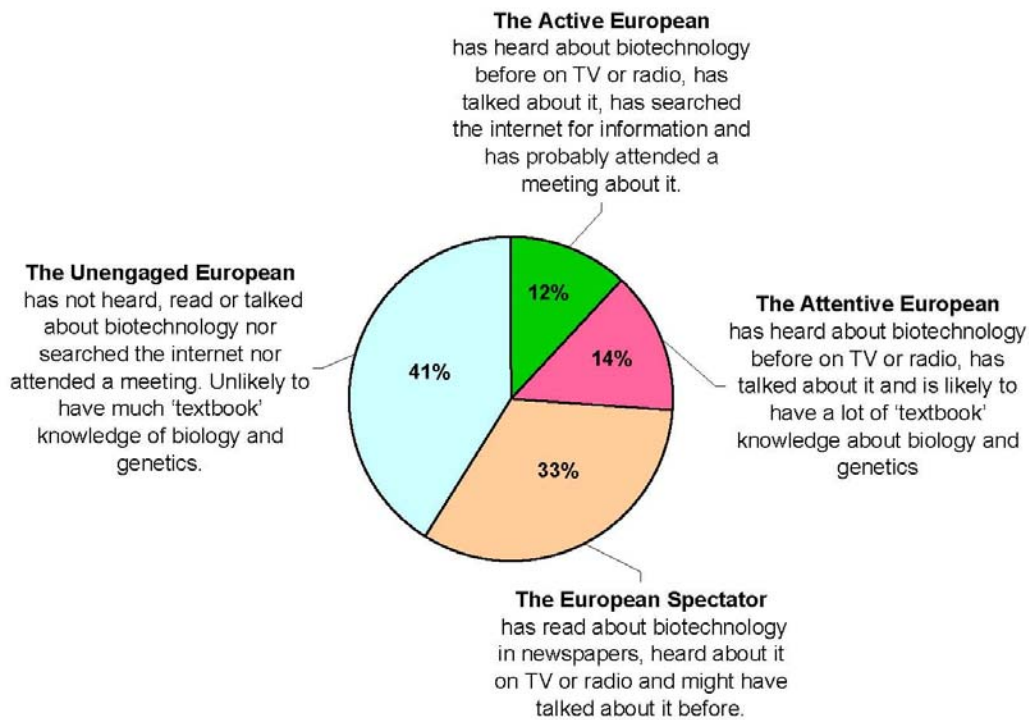 The Active European
has heard about biotechnology
before on TV or radio, has
talked about it, has searched
the internet for information and
has probably attended a
meeting about it.
The Unengaged European
has not heard, read or talked
about biotechnology nor
searched the internet nor
attended a meeting. Unlikely to
have much ‘textbook’
knowledge of biology and
genetics.
12%
14%
33%
41%
The Attentive European
has heard about biotechnology
before on TV or radio, has
talked about it and is likely to
have a lot of ‘textbook’
knowledge about biology and
genetics
The European Spectator
has read about biotechnology
in newspapers, heard about it
on TV or radio and might have
talked about it before.